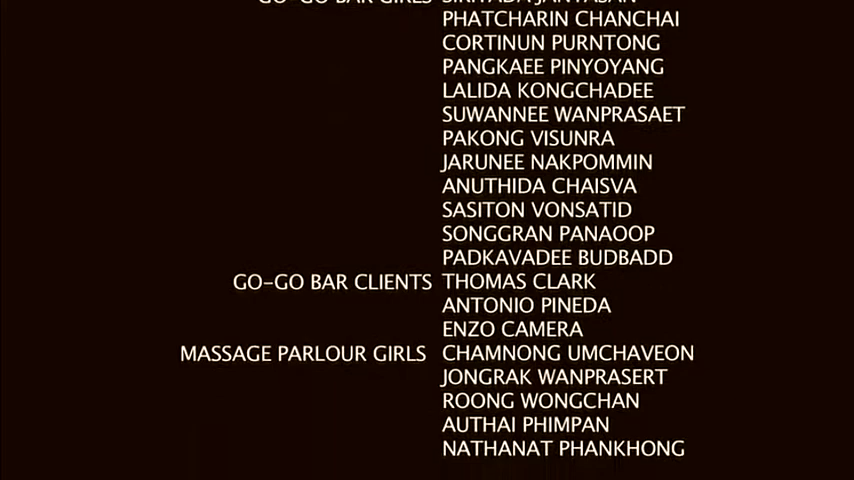 PHATCHARIN CHANCHAI
CORTINUN PURNTONG
PANGKAEE PINYOYANG
LALIDA KONGCHADEE
SUWANNEE WANPRASAET
PAKONG VISUNRA
JARUNEE NAKPOMMIN
ANUTHIDA CHAISVA
SASITON VONSATID
SONGGRAN PANAOOP
PADKAVADEE BUDBADD
GO-GO BAR CLIENTS THOMAS CLARK
ANTONIO PINEDA
ENZO CAMERA
MASSAGE PARLOUR GIRLS CHAMNONG UMCHAVEON
JONGRAK WANPRASERT
ROONG WONGCHAN
AUTHAI PHIMPAN
NATHANAT PHANKHONG